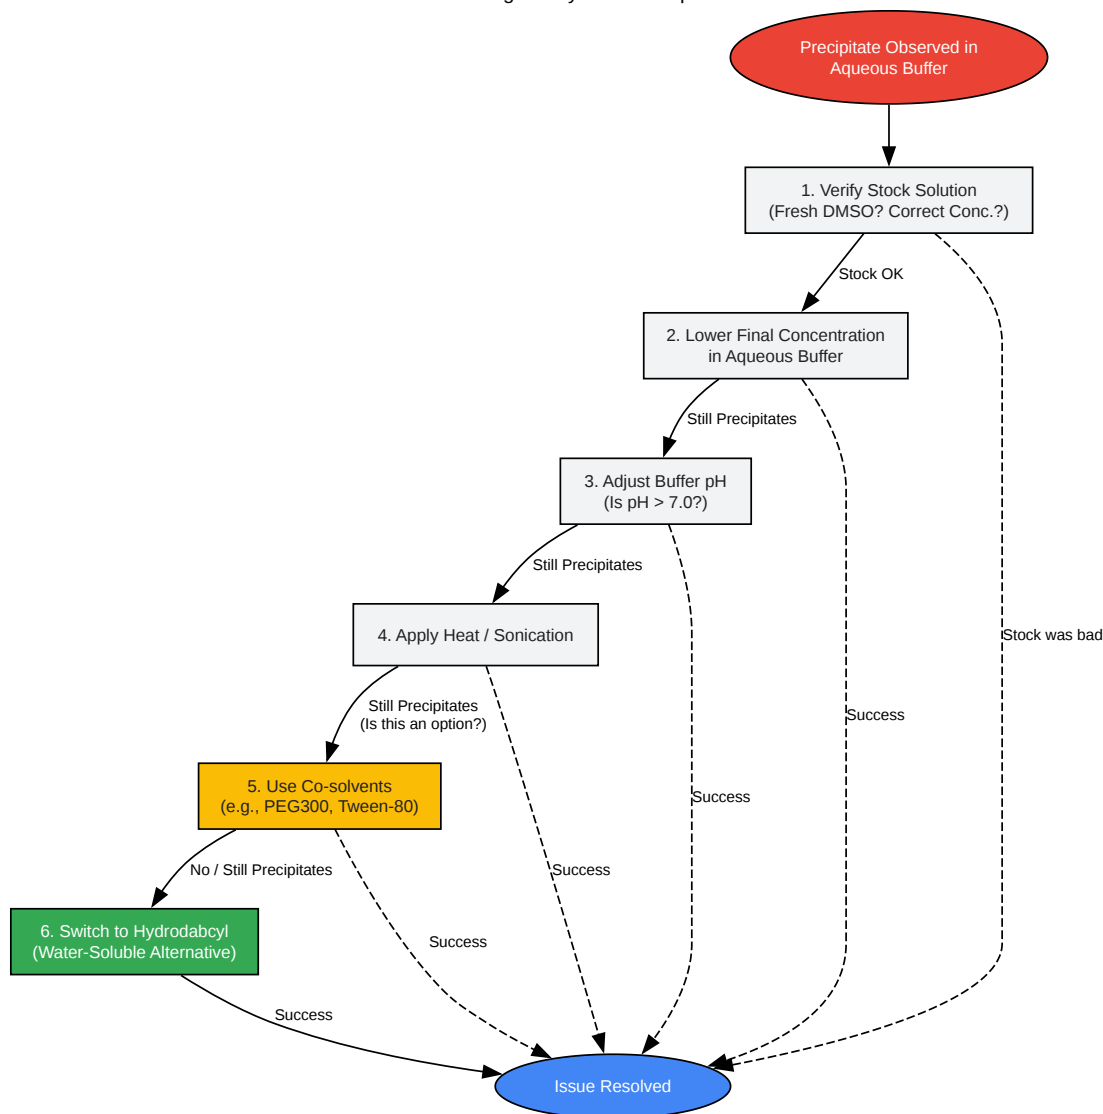 Precipitate Observed in
Aqueous Buffer
1. Verify Stock Solution
(Fresh DMSO? Correct Conc.?)
Stock OK
2. Lower Final Concentration
in Aqueous Buffer
Still Precipitates
3. Adjust Buffer pH
(Is pH > 7.0?)
Still Precipitates
4. Apply Heat / Sonication
Stock was bad
Still Precipitates
(Is this an option?)
Success
5. Use Co-solvents
(e.g., PEG300, Tween-80)
Success
No / Still Precipitates
Success
6. Switch to Hydrodabcyl
(Water-Soluble Alternative)
Success
Success
Issue Resolved